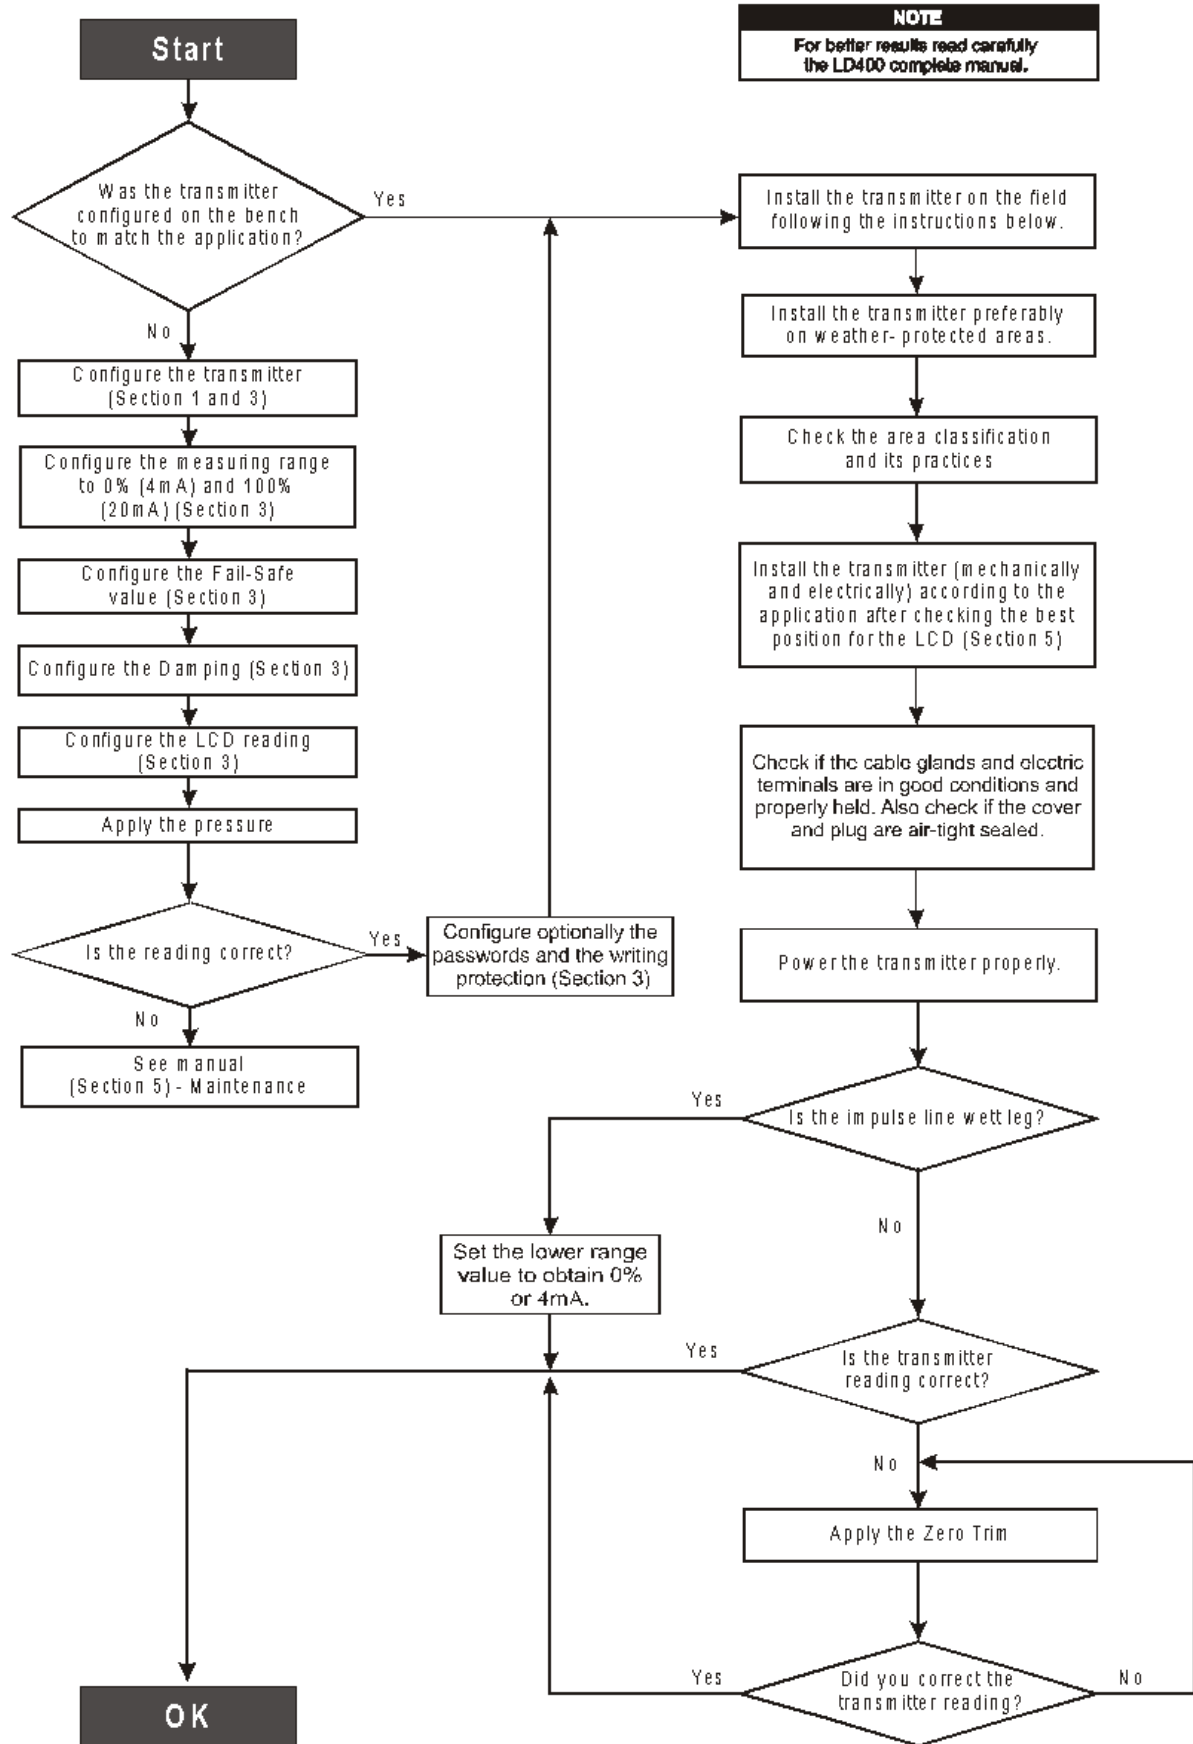 Start
NOTE
For better results read carefully
the LD400 complete manual.
Was the transmitter
configured on the bench
to match the application?
Yes
No
Configure the transmitter
(Section 1 and 3)
Configure the measuring range
to 0% (4mA) and 100%
(20mA) (Section 3)
Configure the Fail-Safe
value (Section 3)
Configure the Damping (Section 3)
Configure the LCD reading
(Section 3)
Apply the pressure
Is the reading correct?
Yes
Configure optionally the
passwords and the writing
protection (Section 3)
No
See manual
(Section 5) - Maintenance
Install the transmitter on the field
following the instructions below.
Install the transmitter preferably
on weather- protected areas.
Check the area classification
and its practices
Install the transmitter (mechanically
and electrically) according to the
application after checking the best
position for the LCD (Section 5)
Check if the cable glands and electric
terminals are in good conditions and
properly held. Also check if the cover
and plug are air-tight sealed.
Power the transmitter properly.
Is the impulse line wett leg?
Yes
No
Set the lower range
value to obtain 0%
or 4mA.
Is the transmitter
reading correct?
Yes
No
Apply the Zero Trim
Did you correct the
transmitter reading?
Yes
No
OK